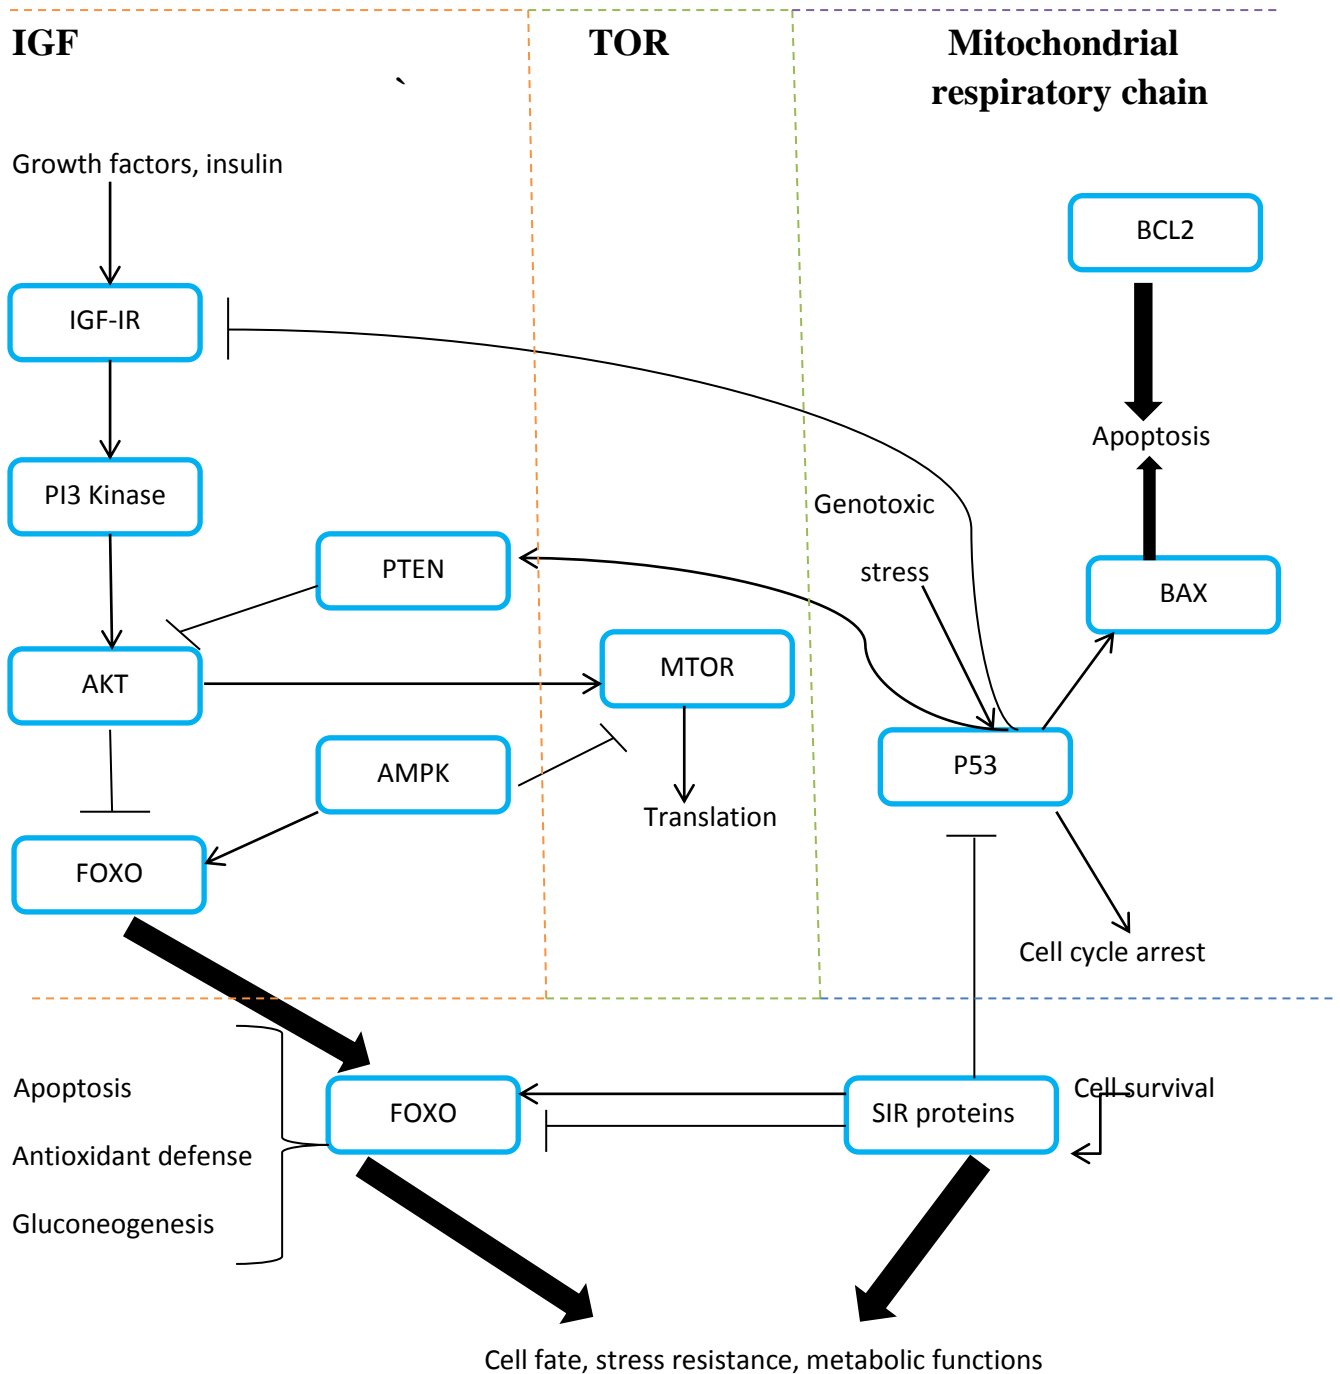 IGF
TOR
Mitochondrial
respiratory chain
`
Growth factors, insulin
BCL2
IGF-IR
Apoptosis
PI3 Kinase
Genotoxic
stress
PTEN
BAX
AKT
MTOR
AMPK
P53
Translation
FOXO
Cell cycle arrest
Apoptosis
Antioxidant defense
Gluconeogenesis
FOXO
SIR proteins
Cell survival
Cell fate, stress resistance, metabolic functions